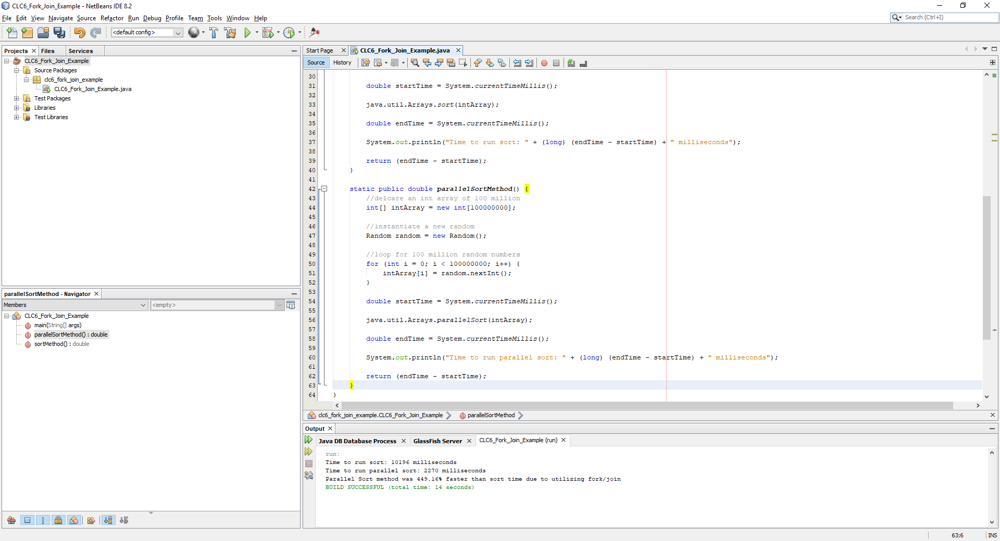 CLC6_Fork_Join_Example - NetBeans IDE 8.2
File Edit View Navigate Source Refactor Run Debug Profile Team Tools Window Help
Search (Ctrl+I)
<default config>
Projects Files Services
CLC6_Fork_Join_Example
Source Packages
clc6_fork_join_example
CLC6_Fork_Join_Example.java
Test Packages
Libraries
Test Libraries
parallelSortMethod - Navigator
Members <empty>
CLC6_Fork_Join_Example
main(String[] args)
parallelSortMethod() : double
sortMethod() : double
Start Page CLC6_Fork_Join_Example.java
Source History
30
31 double startTime = System.currentTimeMillis();
32
33 java.util.Arrays.sort(intArray);
34
35 double endTime = System.currentTimeMillis();
36
37 System.out.println("Time to run sort: " + (long) (endTime - startTime) + " milliseconds");
38
39 return (endTime - startTime);
40 }
41
42 static public double parallelSortMethod() {
43 //delcare an int array of 100 million
44 int[] intArray = new int[100000000];
45
46 //instantiate a new random
47 Random random = new Random();
48
49 //loop for 100 million random numbers
50 for (int i = 0; i < 100000000; i++) {
51 intArray[i] = random.nextInt();
52 }
53
54 double startTime = System.currentTimeMillis();
55
56 java.util.Arrays.parallelSort(intArray);
57
58 double endTime = System.currentTimeMillis();
59
60 System.out.println("Time to run parallel sort: " + (long) (endTime - startTime) + " milliseconds");
61
62 return (endTime - startTime);
63 }
64 }
clc6_fork_join_example.CLC6_Fork_Join_Example parallelSortMethod
Output
Java DB Database Process GlassFish Server CLC6_Fork_Join_Example (run)
run:
Time to run sort: 10196 milliseconds
Time to run parallel sort: 2270 milliseconds
Parallel Sort method was 449.16% faster than sort time due to utilizing fork/join
BUILD SUCCESSFUL (total time: 14 seconds)
63:6 INS